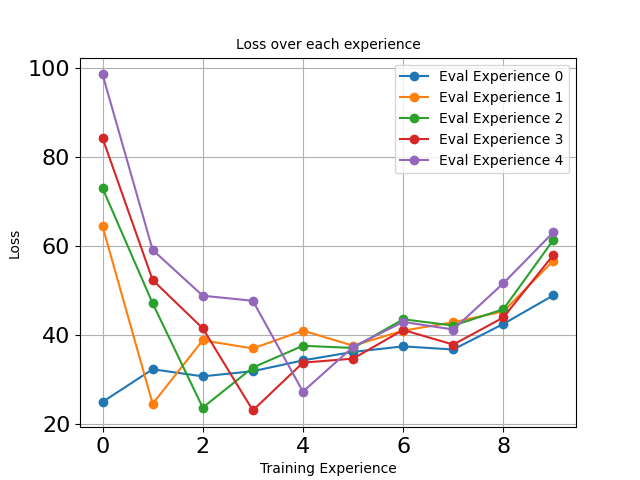 Loss over each experience
100
80
60
40
20
Loss
Eval Experience 0
Eval Experience 1
Eval Experience 2
Eval Experience 3
Eval Experience 4
0 2 4 6 8
Training Experience